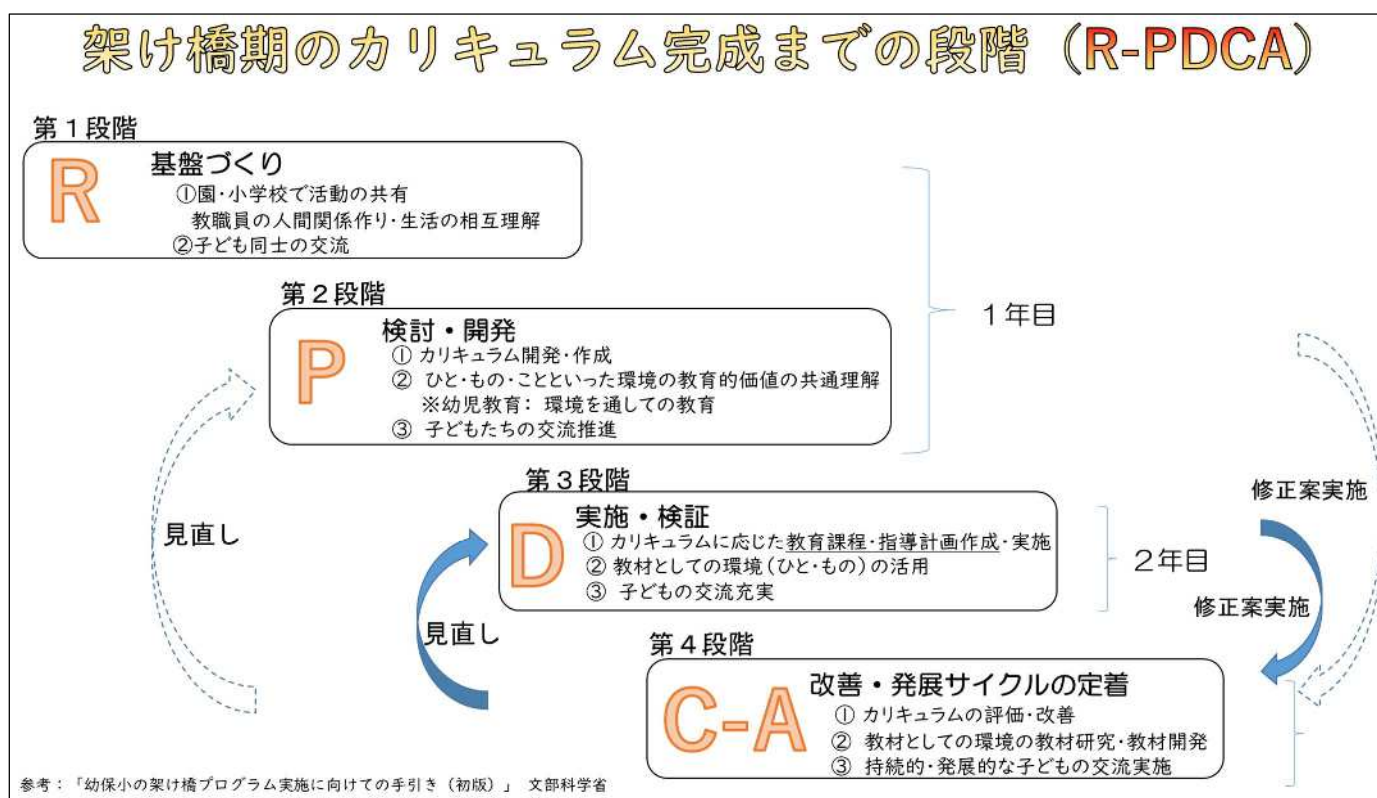 架け橋期のカリキュラム完成までの段階（R-PDCA）
第１段階
R
基盤づくり
①園・小学校で活動の共有
教職員の人間関係作り・生活の相互理解
②子ども同士の交流
第２段階
P
検討・開発
① カリキュラム開発・作成
② ひと・もの・ことといった環境の教育的価値の共通理解
※幼児教育：環境を通しての教育
③ 子どもたちの交流推進
１年目
第３段階
D
実施・検証
① カリキュラムに応じた教育課程・指導計画作成・実施
② 教材としての環境（ひと・もの）の活用
③ 子どもの交流充実
２年目
見直し
見直し
修正案実施
修正案実施
第４段階
C-A
改善・発展サイクルの定着
① カリキュラムの評価・改善
② 教材としての環境の教材研究・教材開発
③ 持続的・発展的な子どもの交流実施
参考：「幼保小の架け橋プログラム実施に向けての手引き（初版）」 文部科学省